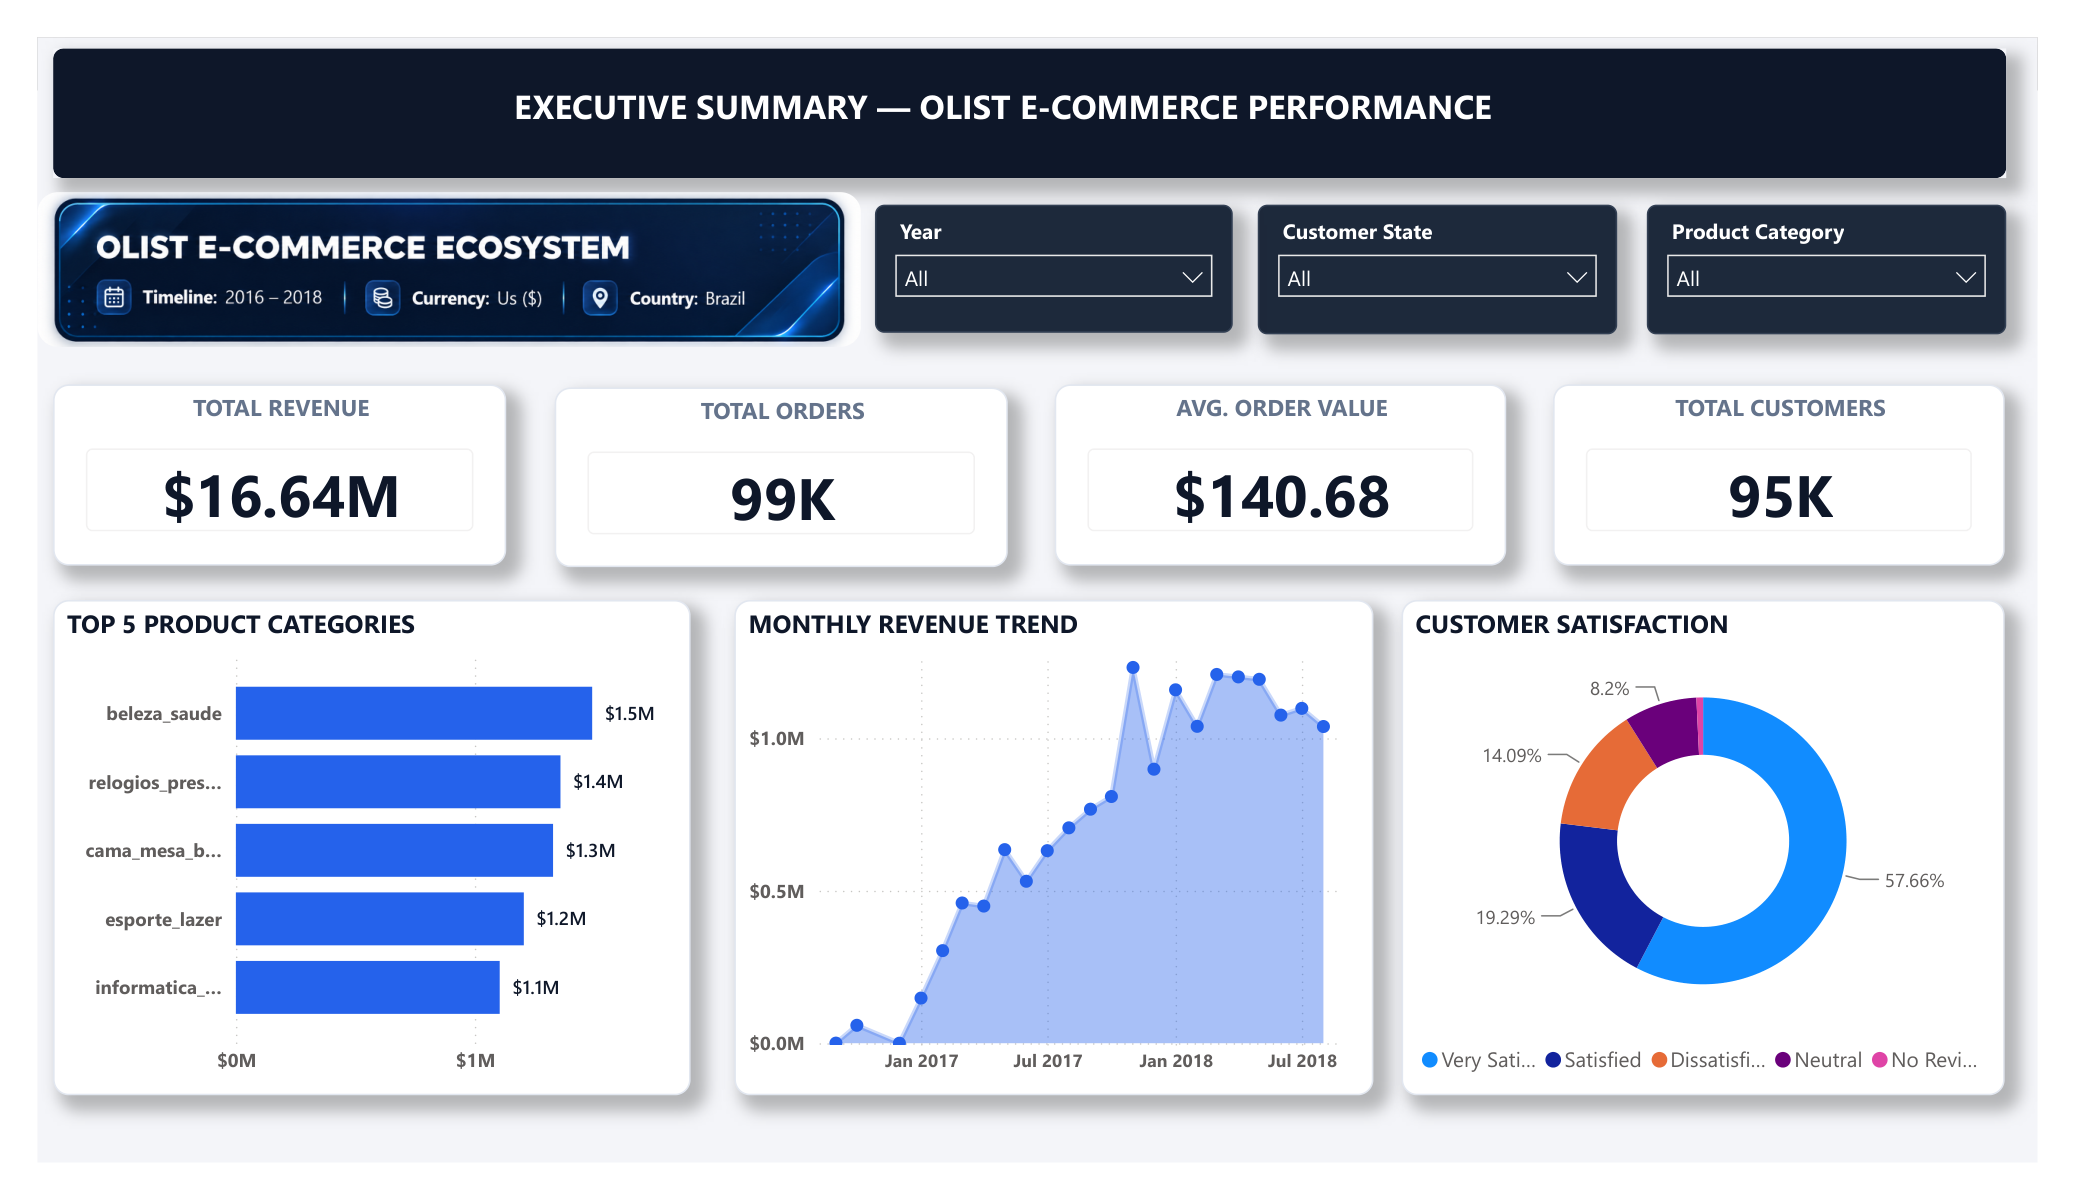 EXECUTIVE SUMMARY — OLIST E-COMMERCE PERFORMANCE
OLIST E-COMMERCE ECOSYSTEM
Timeline: 2016 – 2018
Currency: Us ($)
Country: Brazil
Year
All
Customer State
All
Product Category
All
TOTAL REVENUE
$16.64M
TOTAL ORDERS
99K
AVG. ORDER VALUE
$140.68
TOTAL CUSTOMERS
95K
TOP 5 PRODUCT CATEGORIES
beleza_saude
$1.5M
relogios_pres...
$1.4M
cama_mesa_b...
$1.3M
esporte_lazer
$1.2M
informatica_...
$1.1M
$0M
$1M
MONTHLY REVENUE TREND
$1.0M
$0.5M
$0.0M
Jan 2017
Jul 2017
Jan 2018
Jul 2018
CUSTOMER SATISFACTION
8.2%
14.09%
57.66%
19.29%
Very Sati...
Satisfied
Dissatisfi...
Neutral
No Revi...